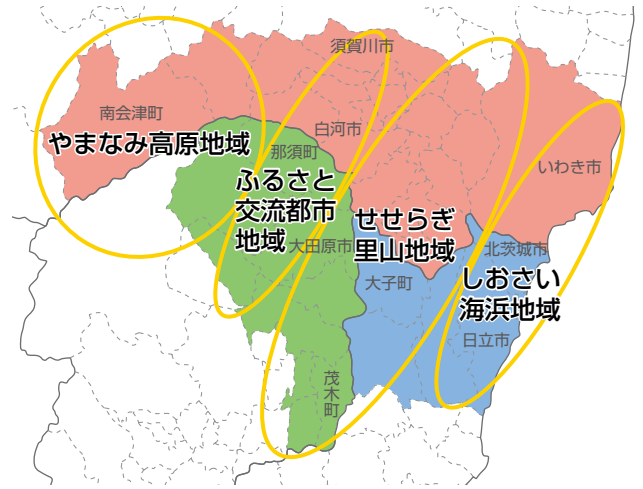 須賀川市
南会津町
白河市
やまなみ高原地域
那須町
いわき市
ふるさと
交流都市
地域
せせらぎ
里山地域
大田原市
北茨城市
大子町
しおさい
海浜地域
日立市
茂木町